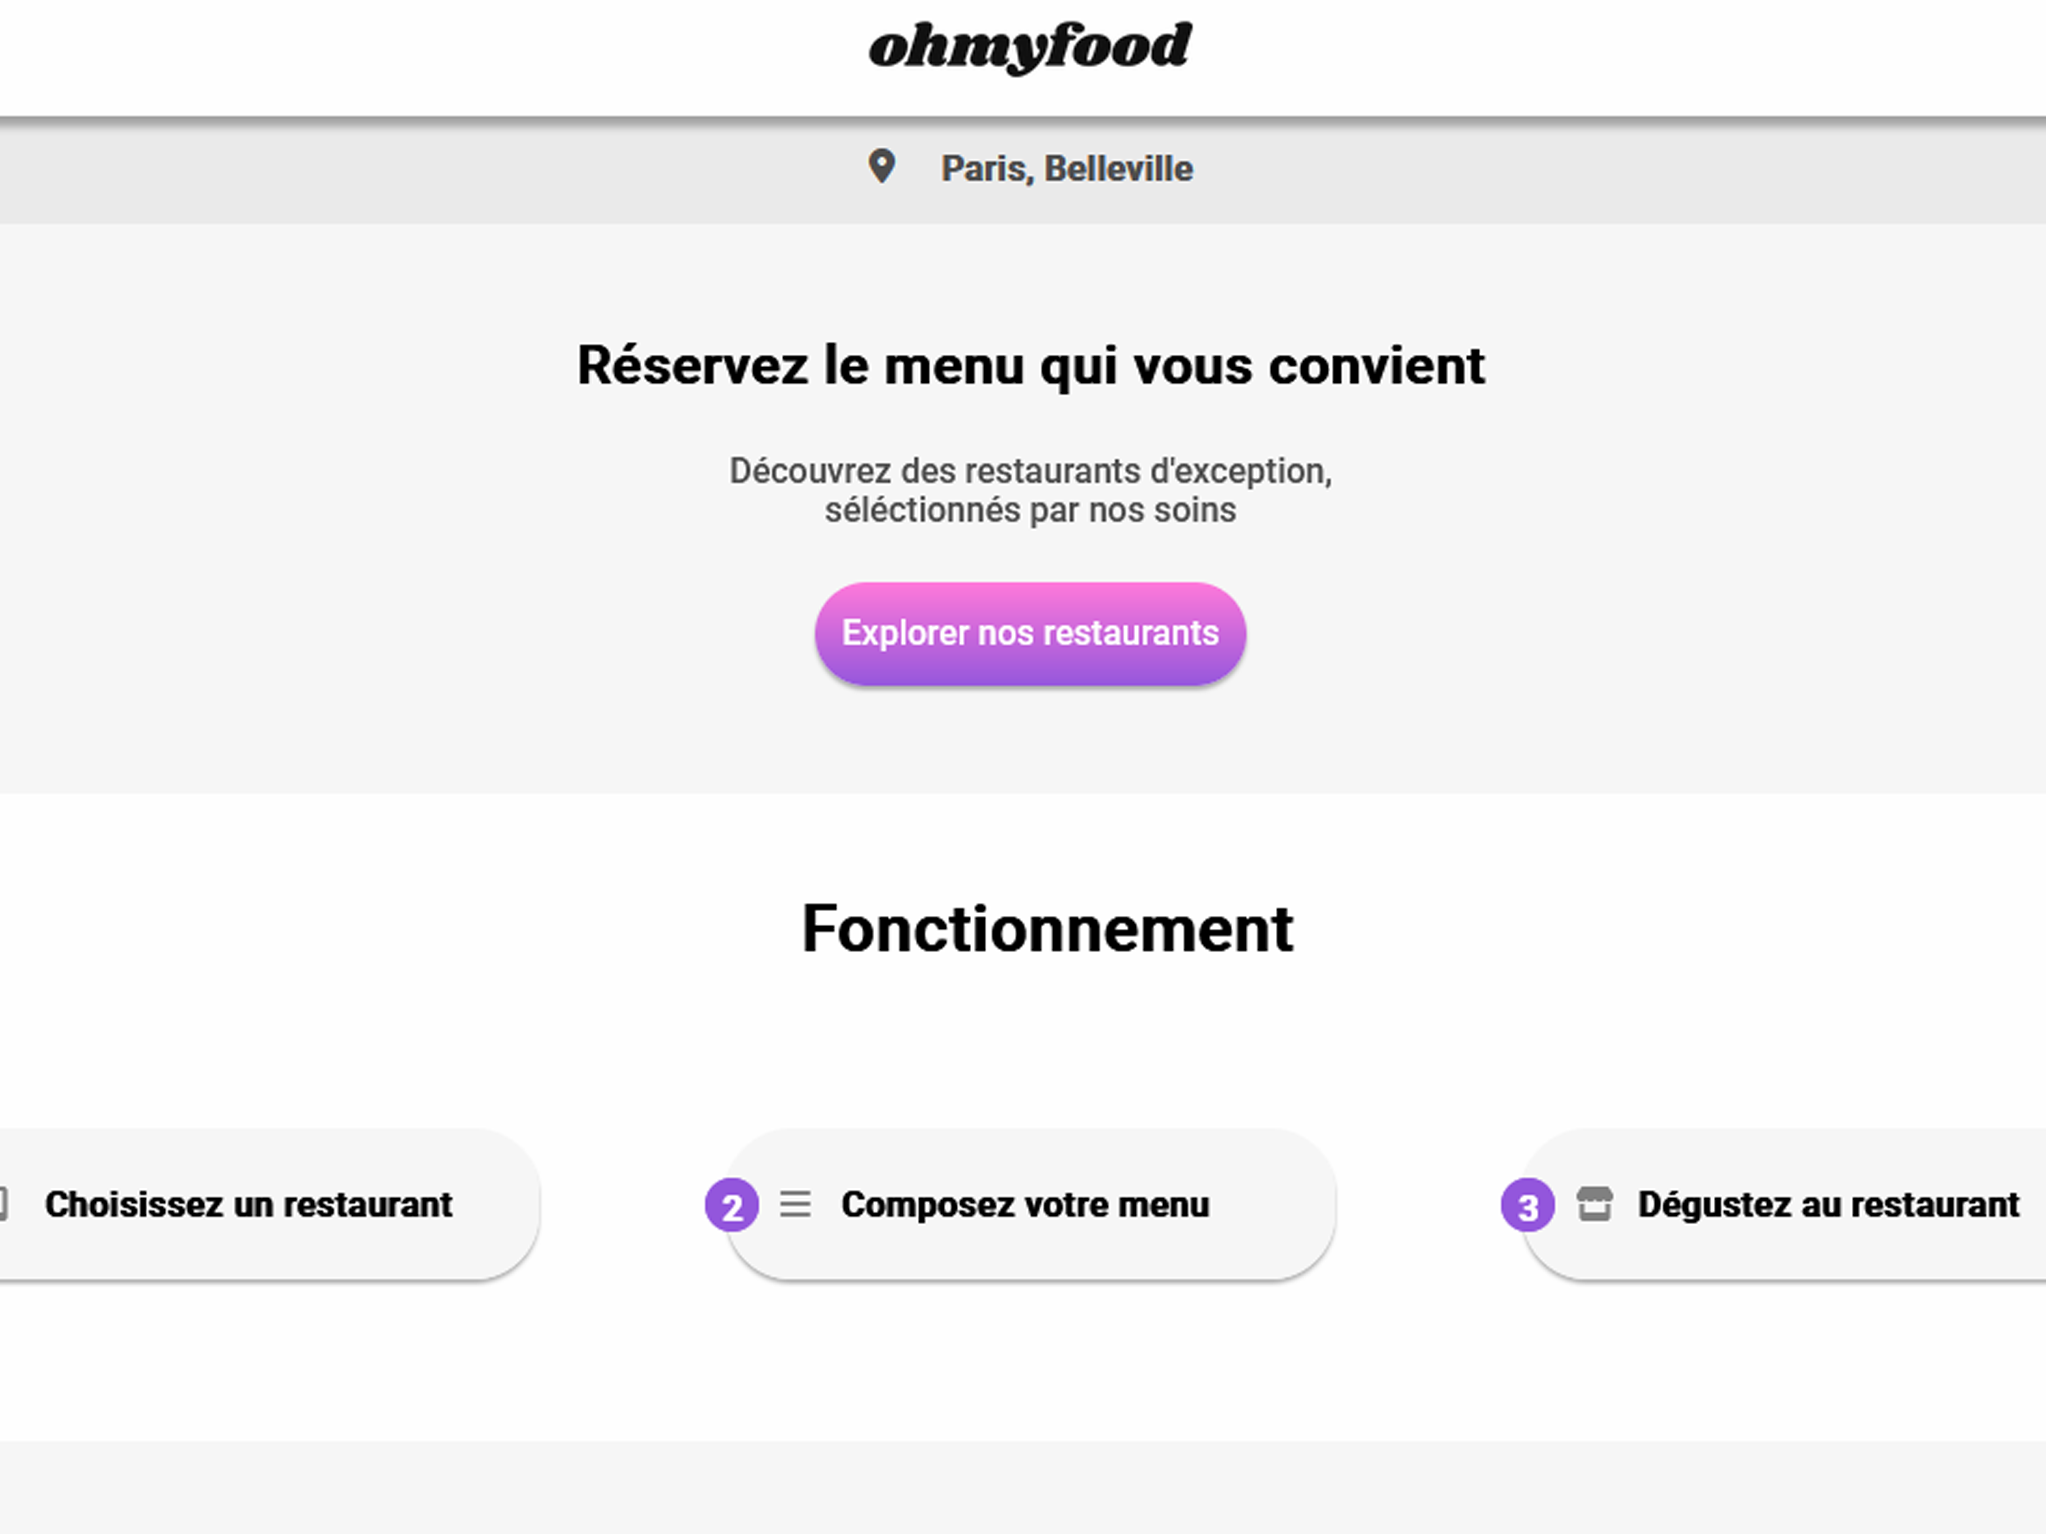 ohmyfood
Paris, Belleville
Réservez le menu qui vous convient
Découvrez des restaurants d'exception,
séléctionnés par nos soins
Explorer nos restaurants
Fonctionnement
Choisissez un restaurant
2 Composez votre menu
3 Dégustez au restaurant